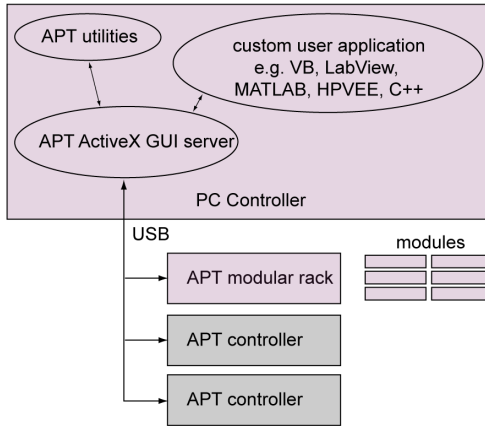 APT utilities
custom user application
e.g. VB, LabView,
MATLAB, HPVEE, C++
APT ActiveX GUI server
PC Controller
USB
modules
APT modular rack
APT controller
APT controller